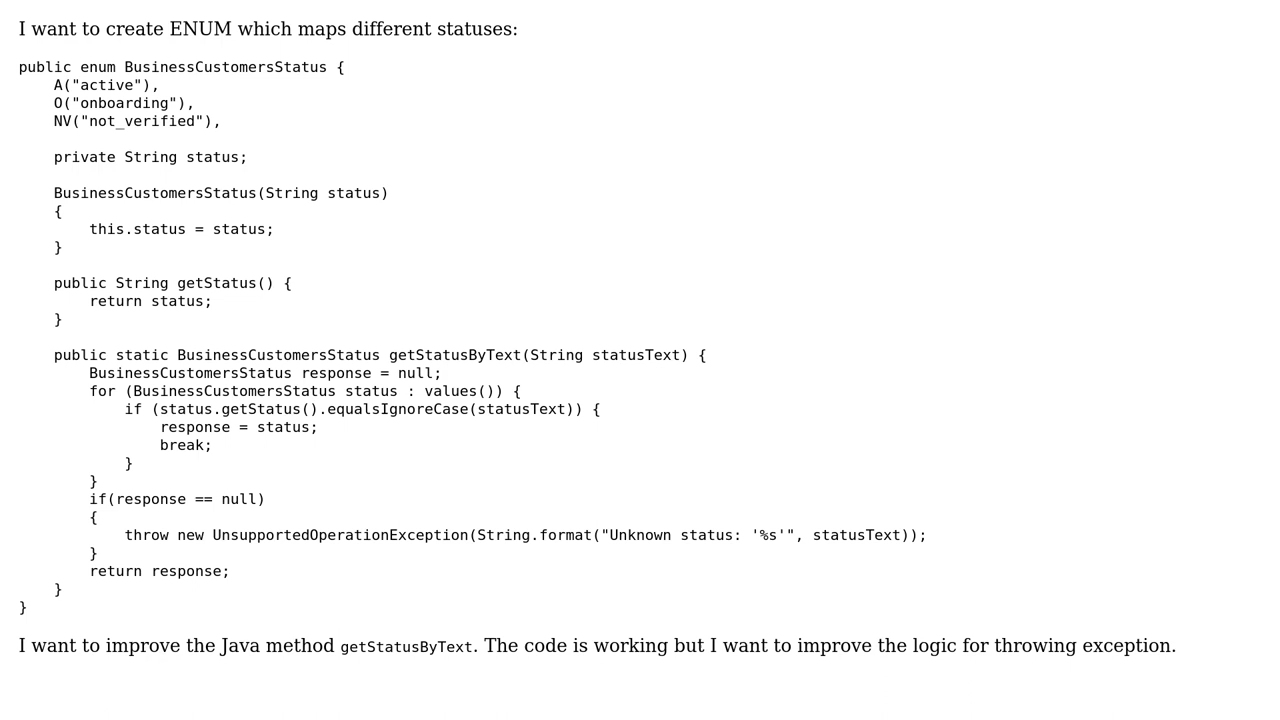 I want to create ENUM which maps different statuses:
public enum BusinessCustomersStatus {
    A("active"),
    O("onboarding"),
    NV("not_verified"),

    private String status;

    BusinessCustomersStatus(String status)
    {
        this.status = status;
    }

    public String getStatus() {
        return status;
    }

    public static BusinessCustomersStatus getStatusByText(String statusText) {
        BusinessCustomersStatus response = null;
        for (BusinessCustomersStatus status : values()) {
            if (status.getStatus().equalsIgnoreCase(statusText)) {
                response = status;
                break;
            }
        }
        if(response == null)
        {
            throw new UnsupportedOperationException(String.format("Unknown status: '%s'", statusText));
        }
        return response;
    }
}
I want to improve the Java method getStatusByText. The code is working but I want to improve the logic for throwing exception.